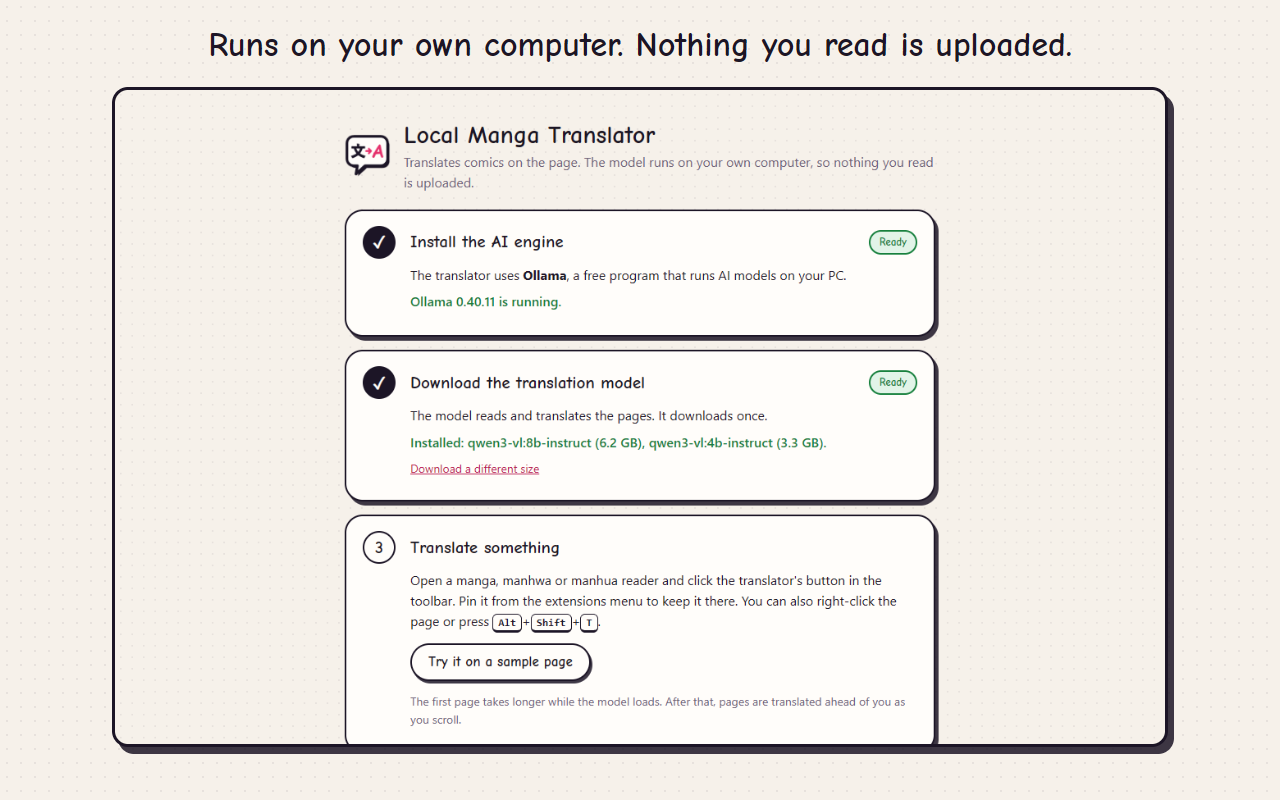 Runs on your own computer. Nothing you read is uploaded.
文→A
Local Manga Translator
Translates comics on the page. The model runs on your own computer, so nothing you read
is uploaded.
✓ Install the AI engine Ready
The translator uses Ollama, a free program that runs AI models on your PC.
Ollama 0.40.11 is running.
✓ Download the translation model Ready
The model reads and translates the pages. It downloads once.
Installed: qwen3-vl:8b-instruct (6.2 GB), qwen3-vl:4b-instruct (3.3 GB).
Download a different size
3 Translate something
Open a manga, manhwa or manhua reader and click the translator's button in the
toolbar. Pin it from the extensions menu to keep it there. You can also right-click the
page or press Alt+Shift+T.
Try it on a sample page
The first page takes longer while the model loads. After that, pages are translated ahead of you as
you scroll.